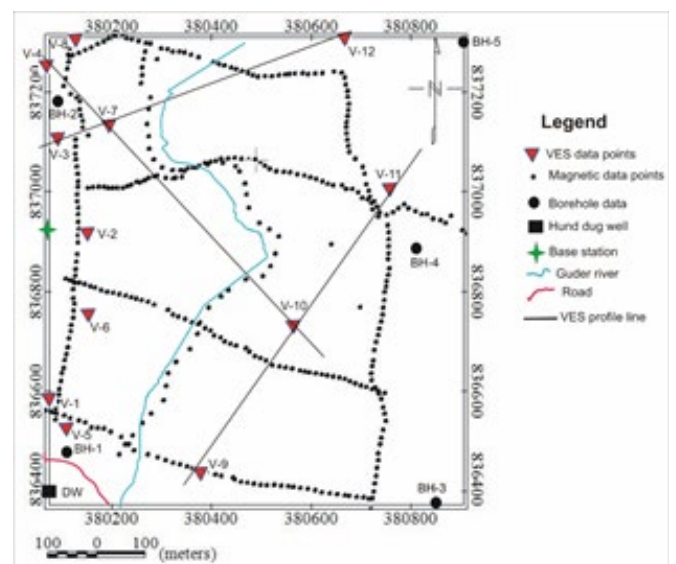 380200 380400 380600 380800
V-4 V-8 V-12 BH-5
837200 BH-2 V-7 N 837200
V-3
V-11
837000 837000
V-2
BH-4
836800 V-10 836800
V-6
836600 V-1 836600
V-5
BH-1
V-9
836400 DW BH-3 836400
380200 380400 380600 380800
100 0 100 (meters)
Legend
VES data points
Magnetic data points
Borehole data
Hund dug well
Base station
Guder river
Road
VES profile line